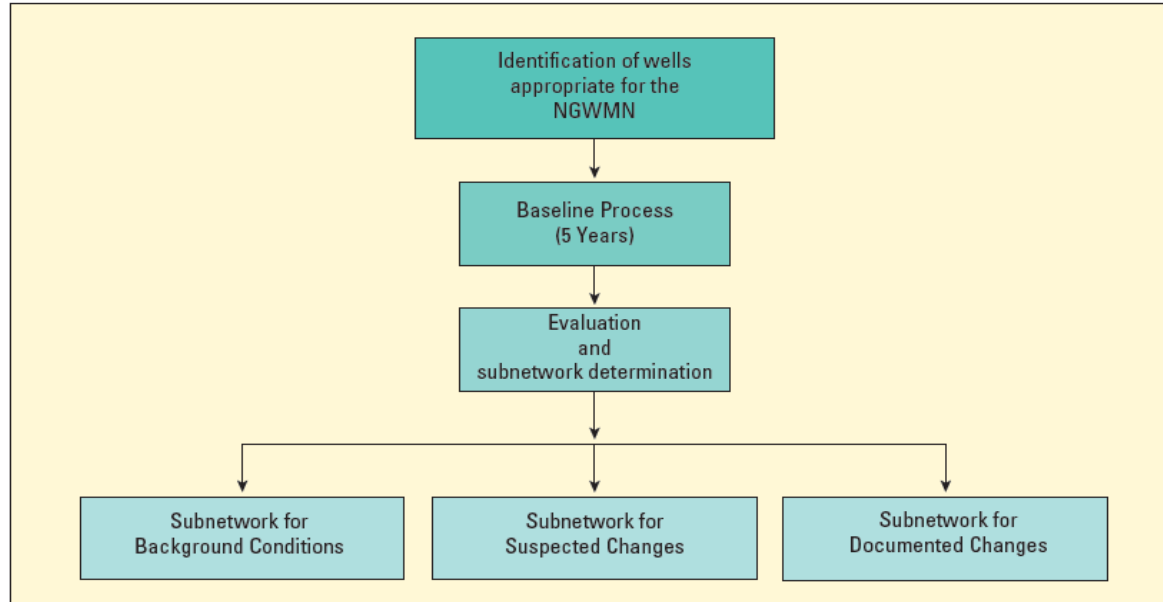 Identification of wells
appropriate for the
NGWMN
Baseline Process
(5 Years)
Evaluation
and
subnetwork determination
Subnetwork for
Background Conditions
Subnetwork for
Suspected Changes
Subnetwork for
Documented Changes